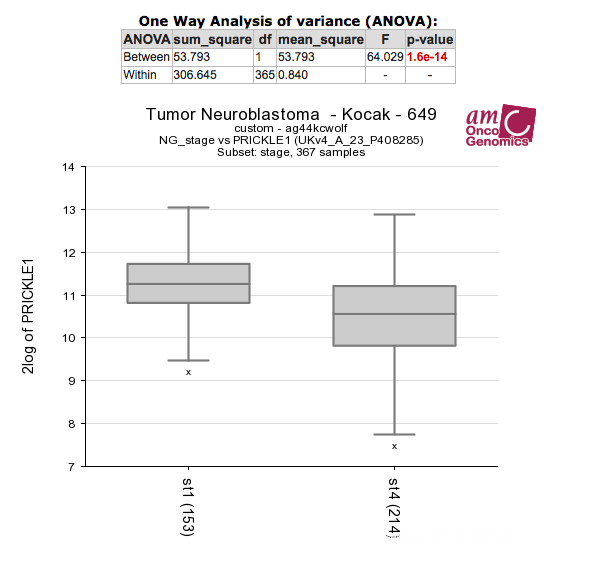 One Way Analysis of variance (ANOVA):
ANOVA sum_square df mean_square F p-value
Between 53.793 1 53.793 64.029 1.6e-14
Within 306.645 365 0.840 - -
Tumor Neuroblastoma - Kocak - 649
custom - ag44kcwolf
NG_stage vs PRICKLE1 (UKv4_A_23_P408285)
Subset: stage, 367 samples
amC
Onco
Genomics
2log of PRICKLE1
14
13
12
11
10
9
8
7
x
x
st1 (153)
st4 (214)